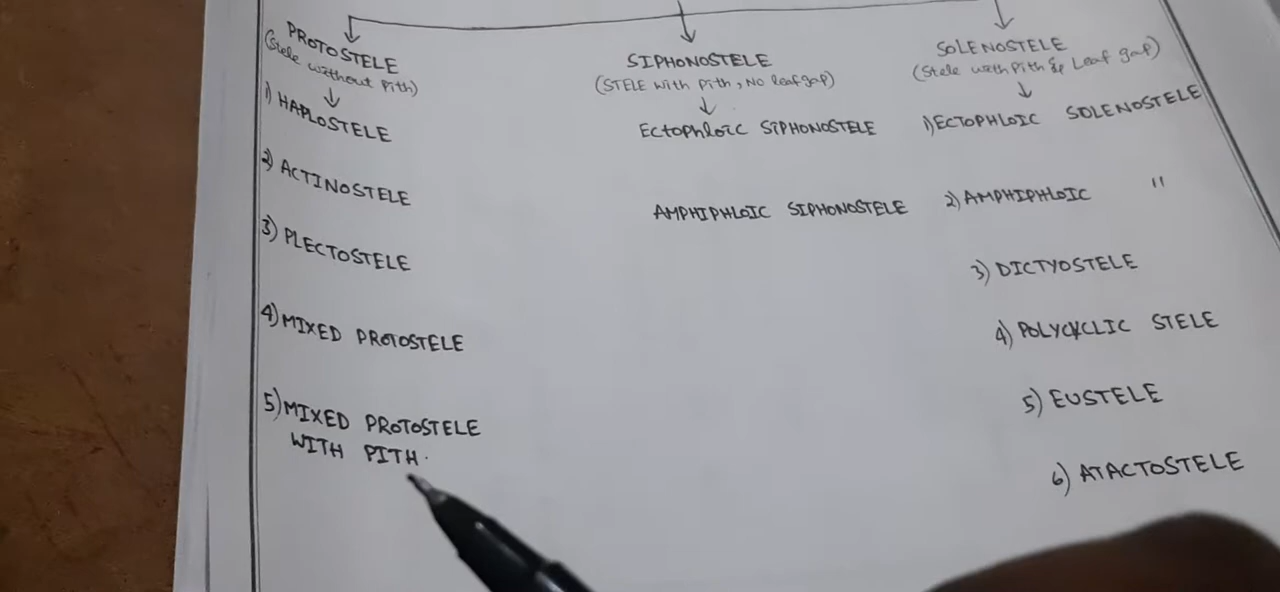 PROTOSTELE
(Stele without Pith)
1) HAPLOSTELE
2) ACTINOSTELE
3) PLECTOSTELE
4) MIXED PROTOSTELE
5) MIXED PROTOSTELE
WITH PITH.
SIPHONOSTELE
(STELE with Pith, No leaf gap)
Ectophloic SIPHONOSTELE
AMPHIPHLOIC SIPHONOSTELE
SOLENOSTELE
(Stele with Pith & Leaf gap)
1) ECTOPHLOIC SOLENOSTELE
2) AMPHIPHLOIC "
3) DICTYOSTELE
4) POLYCYCLIC STELE
5) EUSTELE
6) ATACTOSTELE